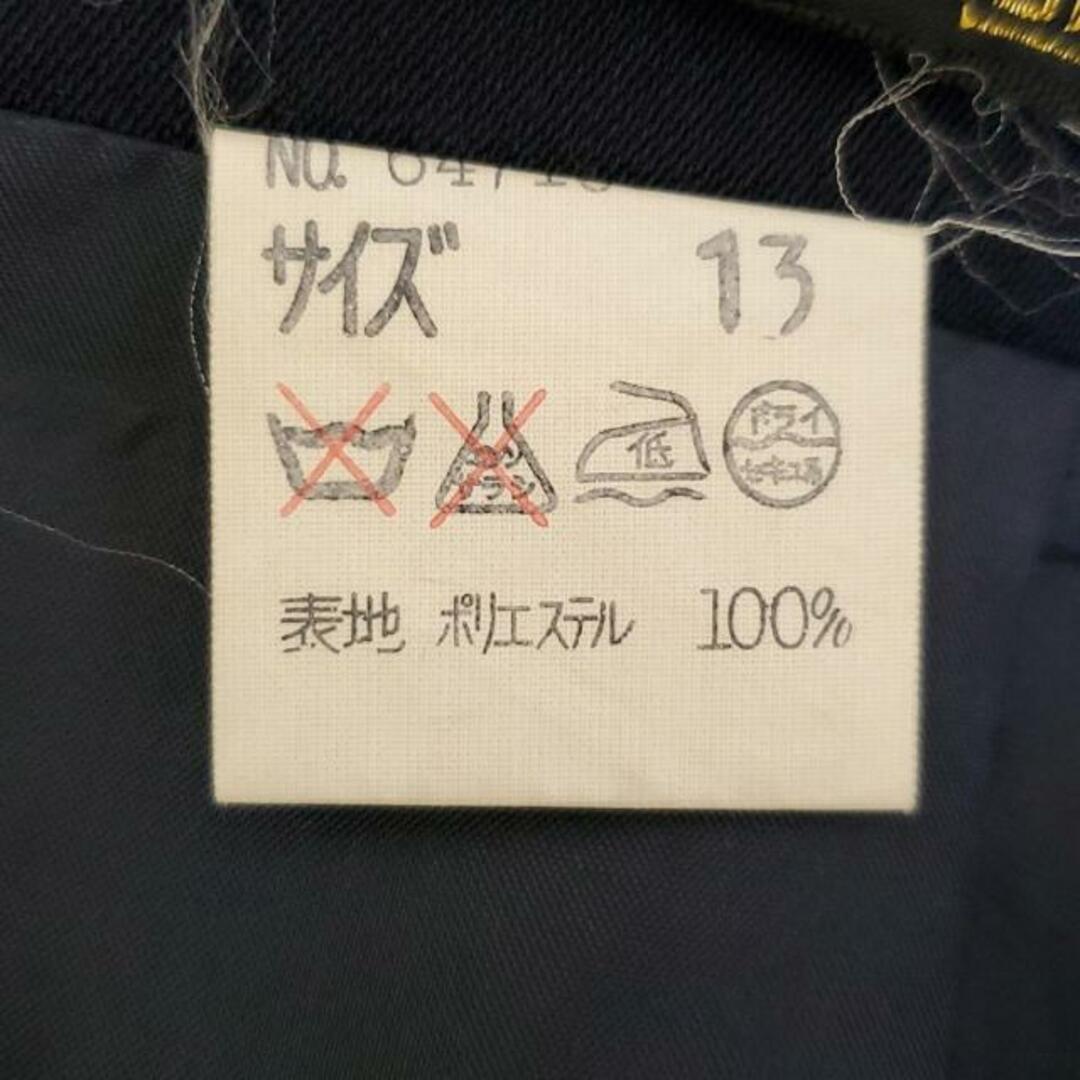 No.
サイズ 13
エンソ サラシ 低 ドライ セキユ系
表地 ポリエステル 100%